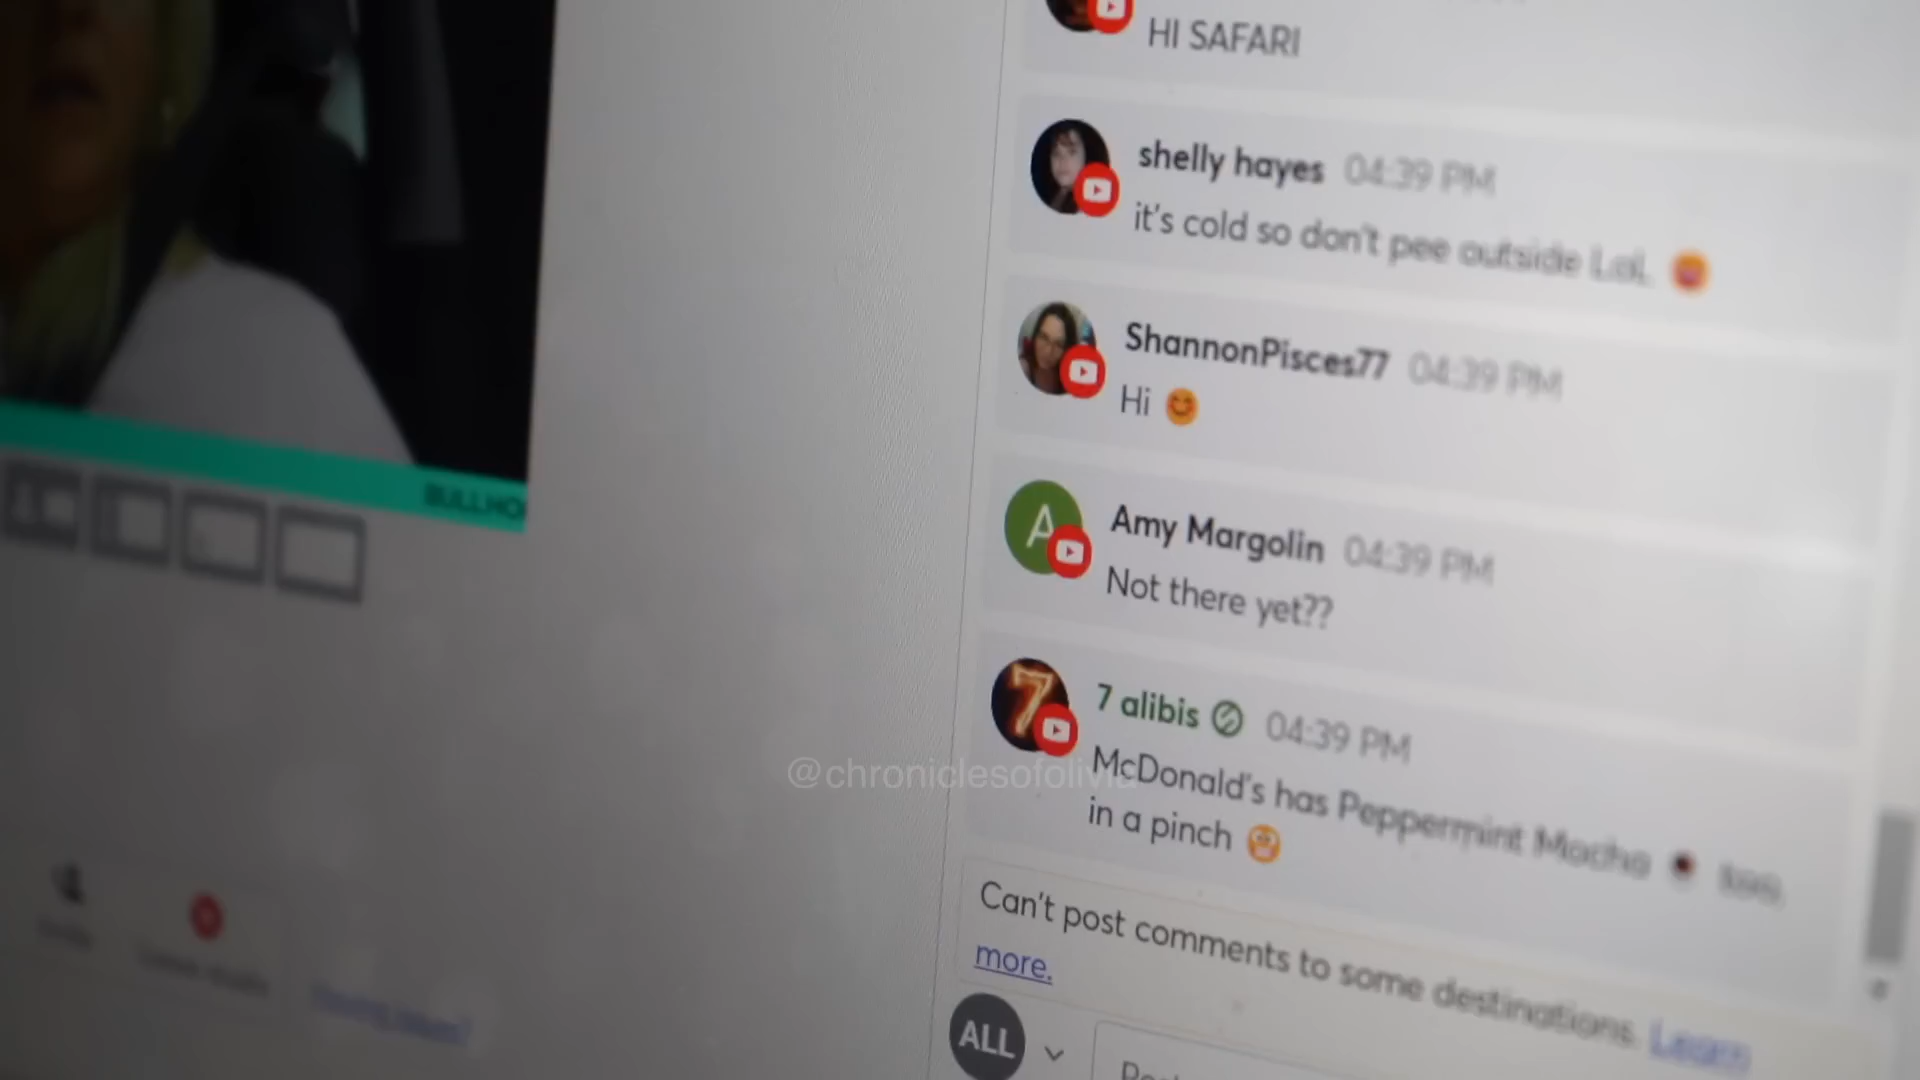 HI SAFARI
shelly hayes 04:39 PM
it's cold so don't pee outside Lol.
ShannonPisces77 04:39 PM
Hi
BULLHO
Amy Margolin 04:39 PM
Not there yet??
7 alibis 04:39 PM
@chroniclesofolivia
McDonald's has Peppermint Mocha
in a pinch
Can't post comments to some destinations. Learn
more.
ALL